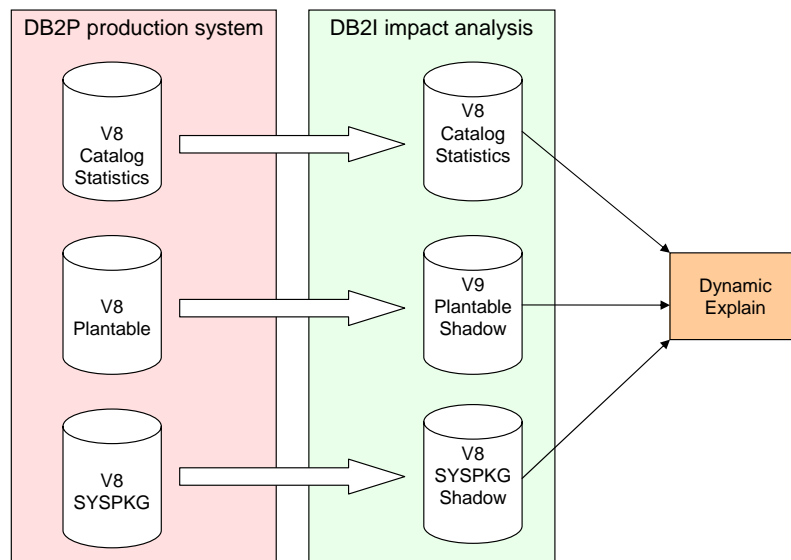 DB2P production system
DB2I impact analysis
V8
Catalog
Statistics
V8
Catalog
Statistics
V8
Plantable
V9
Plantable
Shadow
Dynamic
Explain
V8
SYSPKG
V8
SYSPKG
Shadow